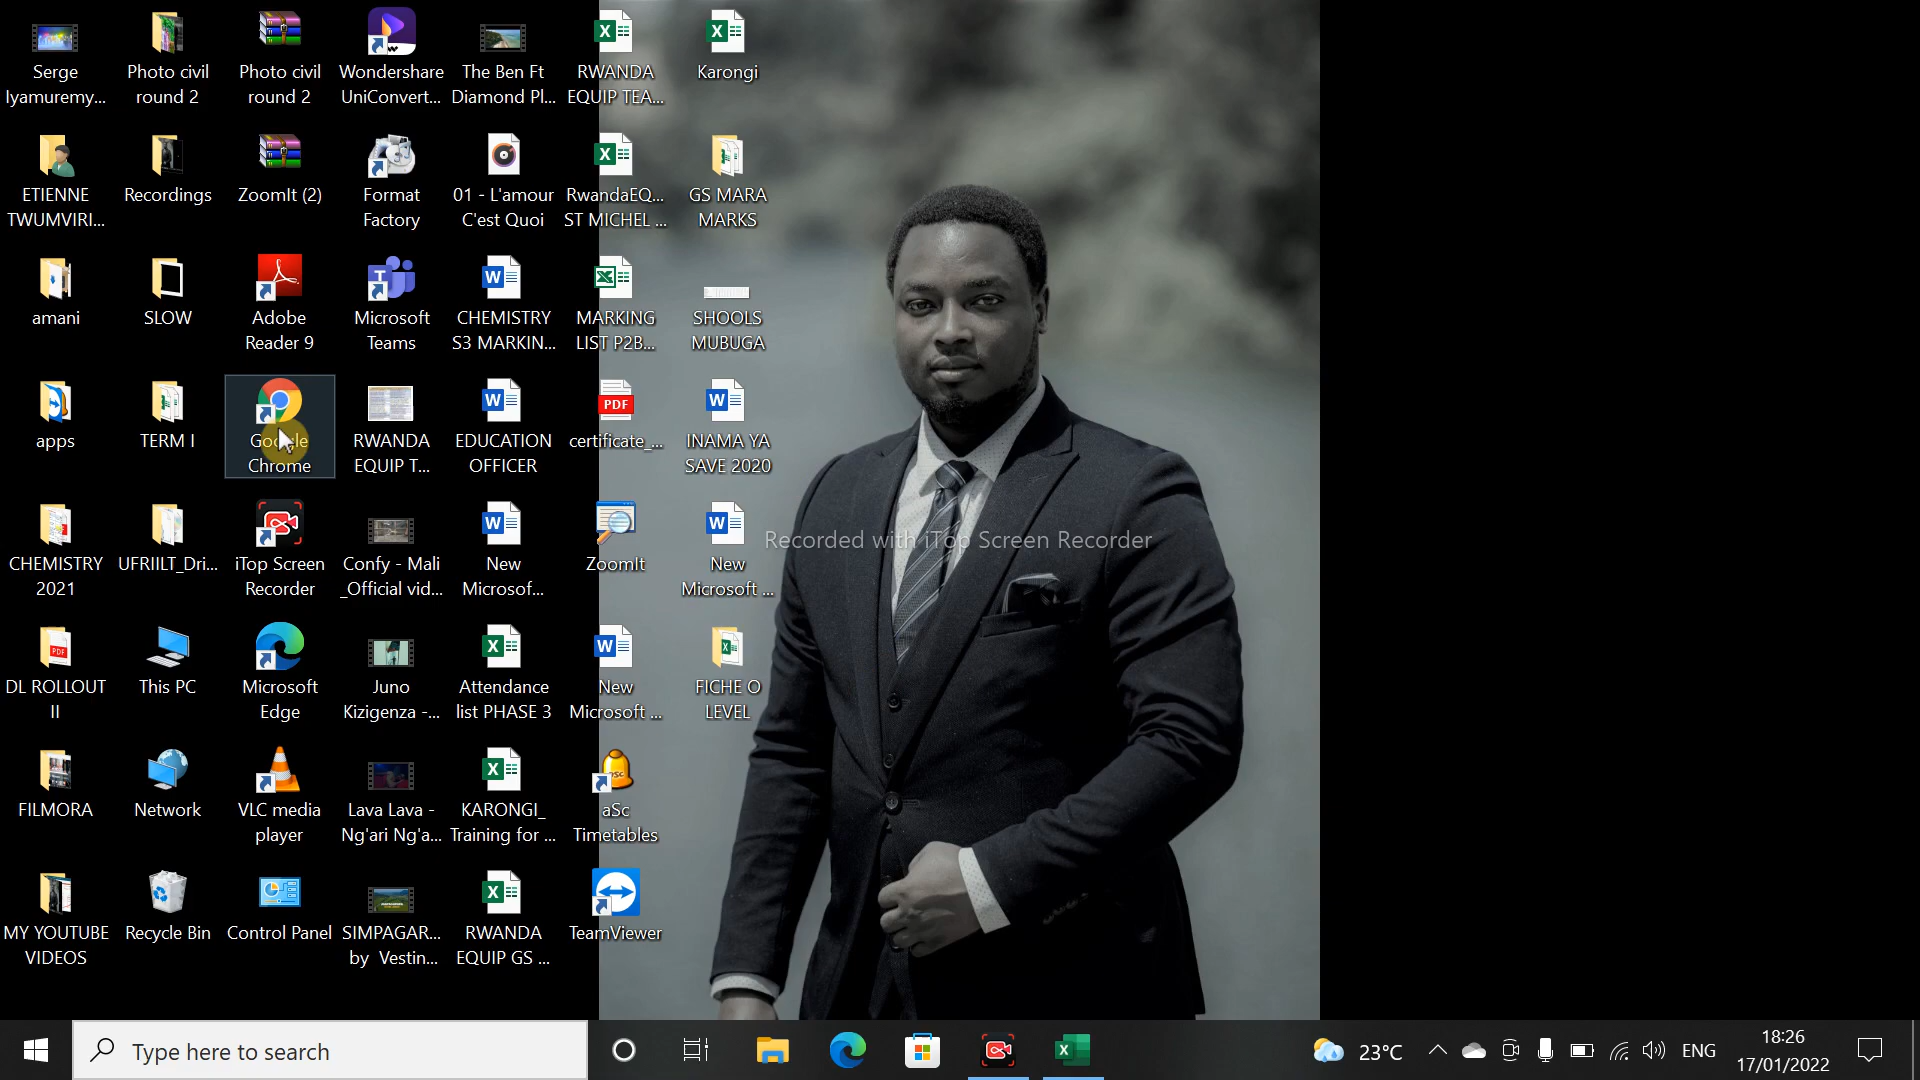 Serge
Iyamuremy...
Photo civil
round 2
Photo civil
round 2
Wondershare
UniConvert...
The Ben Ft
Diamond Pl...
RWANDA
EQUIP TEA...
Karongi
ETIENNE
TWUMVIRI...
Recordings
ZoomIt (2)
Format
Factory
01 - L'amour
C'est Quoi
RwandaEQ...
ST MICHEL ...
GS MARA
MARKS
amani
SLOW
Adobe
Reader 9
Microsoft
Teams
CHEMISTRY
S3 MARKIN...
MARKING
LIST P2B...
SHOOLS
MUBUGA
apps
TERM I
Google
Chrome
RWANDA
EQUIP T...
EDUCATION
OFFICER
certificate_...
INAMA YA
SAVE 2020
CHEMISTRY
2021
UFRIILT_Dri...
iTop Screen
Recorder
Confy - Mali
_Official vid...
New
Microsof...
ZoomIt
New
Microsoft ...
Recorded with iTop Screen Recorder
DL ROLLOUT
II
This PC
Microsoft
Edge
Juno
Kizigenza -...
Attendance
list PHASE 3
New
Microsoft ...
FICHE O
LEVEL
FILMORA
Network
VLC media
player
Lava Lava -
Ng'ari Ng'a...
KARONGI_
Training for ...
aSc
Timetables
MY YOUTUBE
VIDEOS
Recycle Bin
Control Panel
SIMPAGAR...
by Vestin...
RWANDA
EQUIP GS ...
TeamViewer
PDF
Type here to search
23°C
ENG
18:26
17/01/2022